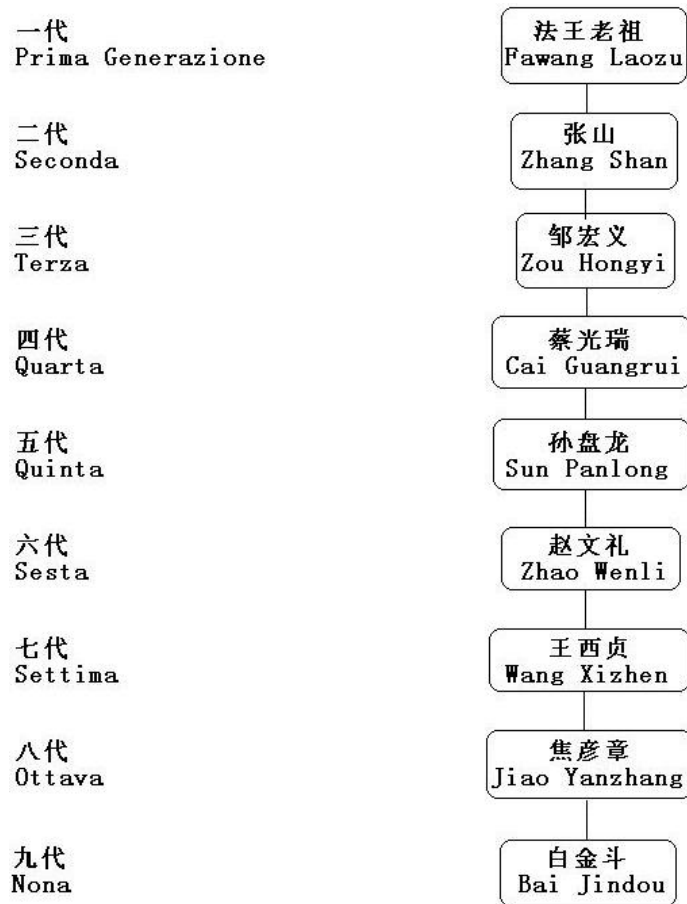 一代
Prima Generazione
法王老祖
Fawang Laozu
二代
Seconda
张山
Zhang Shan
三代
Terza
邹宏义
Zou Hongyi
四代
Quarta
蔡光瑞
Cai Guangrui
五代
Quinta
孙盘龙
Sun Panlong
六代
Sesta
赵文礼
Zhao Wenli
七代
Settima
王西贞
Wang Xizhen
八代
Ottava
焦彦章
Jiao Yanzhang
九代
Nona
白金斗
Bai Jindou